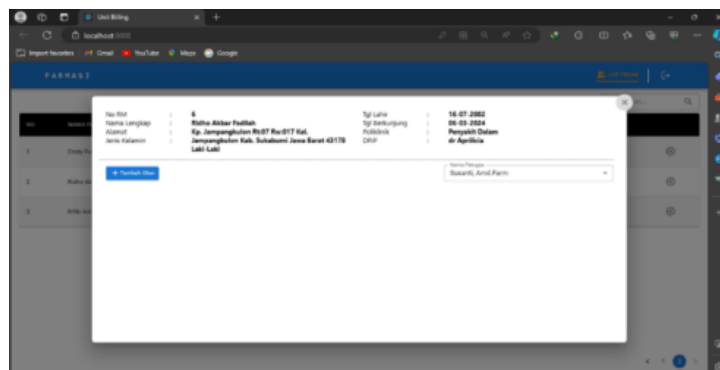 Unit Billing
localhost:3000
Import favorites Gmail YouTube Maps Google
FARMASI
No RM : 6
Nama Lengkap : Ridho Akbar Fadilah
Alamat : Kp. Jampangkulon Rt.07 Rw.017 Kel.
Jampangkulon Kab. Sukabumi Jawa Barat 43178
Jenis Kelamin : Laki-Laki
Tgl Lahir : 16-07-2002
Tgl Berkunjung : 06-03-2024
Poliklinik : Penyakit Dalam
DPJP : dr Aprilicia
+ Tambah Obat
Nama Petugas
Susanti, Amd.Farm
NO
1
2
3